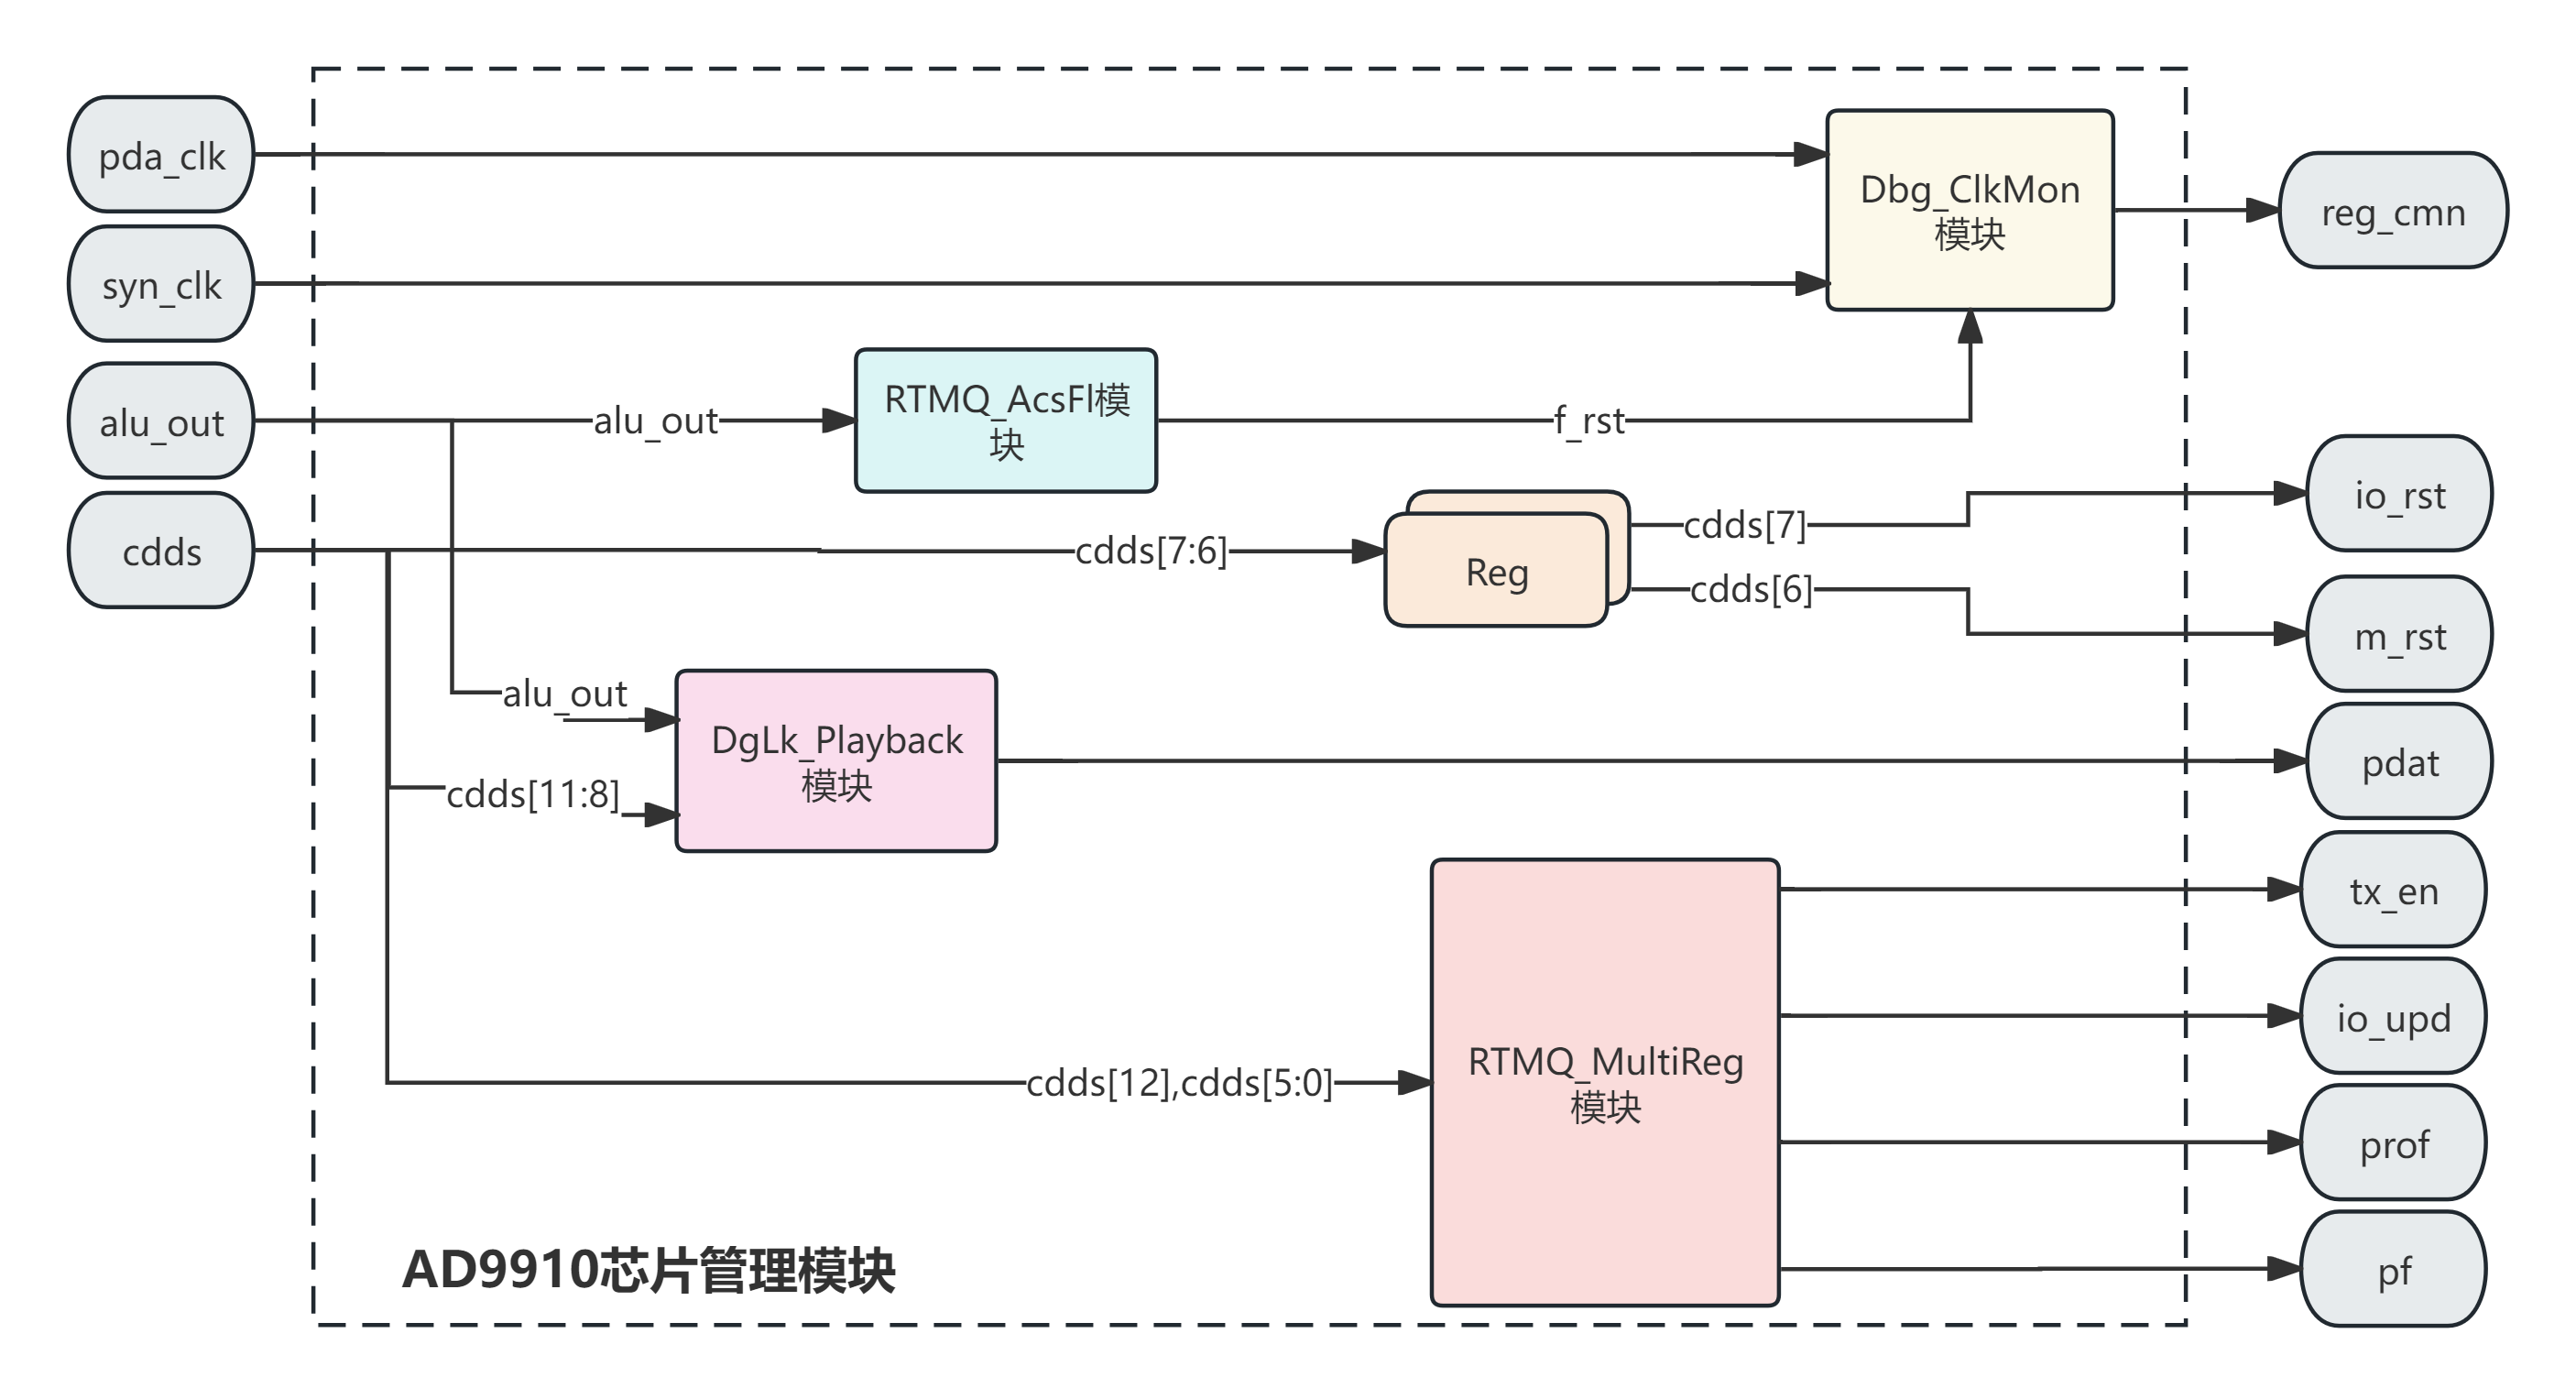 pda_clk
syn_clk
alu_out
cdds
Dbg_ClkMon
模块
reg_cmn
alu_out
RTMQ_AcsFl模
块
f_rst
cdds[7:6]
Reg
cdds[7]
cdds[6]
io_rst
m_rst
alu_out
cdds[11:8]
DgLk_Playback
模块
pdat
cdds[12],cdds[5:0]
RTMQ_MultiReg
模块
tx_en
io_upd
prof
pf
AD9910芯片管理模块